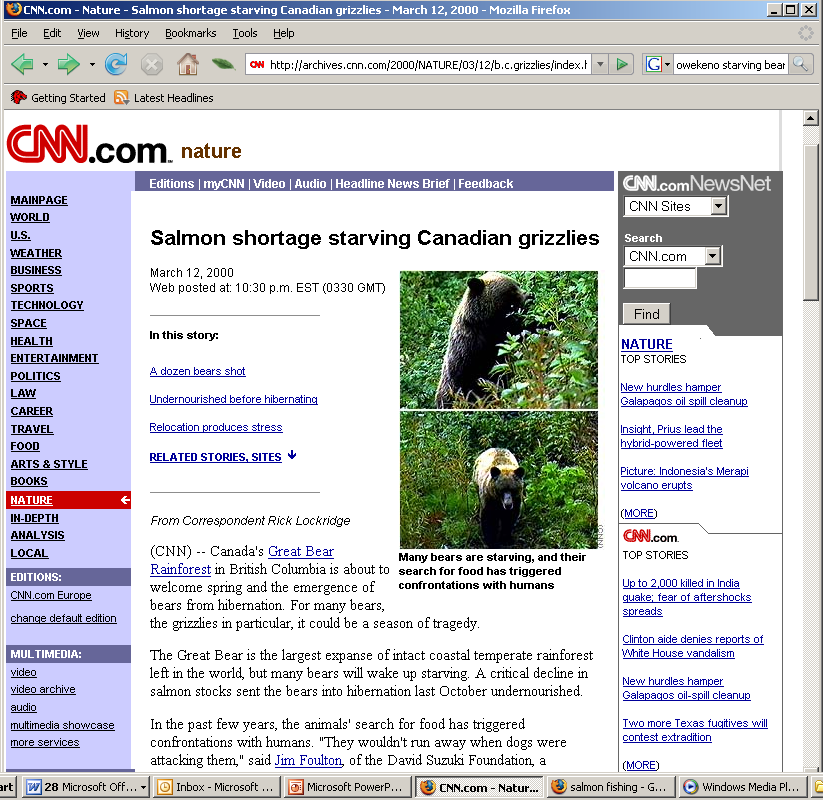 CNN.com - Nature - Salmon shortage starving Canadian grizzlies - March 12, 2000 - Mozilla Firefox
File Edit View History Bookmarks Tools Help
CNN http://archives.cnn.com/2000/NATURE/03/12/b.c.grizzlies/index.h
G owekeno starving bear
Getting Started Latest Headlines
CNN.com nature
Editions | myCNN | Video | Audio | Headline News Brief | Feedback
MAINPAGE
WORLD
U.S.
WEATHER
BUSINESS
SPORTS
TECHNOLOGY
SPACE
HEALTH
ENTERTAINMENT
POLITICS
LAW
CAREER
TRAVEL
FOOD
ARTS & STYLE
BOOKS
NATURE
IN-DEPTH
ANALYSIS
LOCAL
EDITIONS:
CNN.com Europe
change default edition
MULTIMEDIA:
video
video archive
audio
multimedia showcase
more services
Salmon shortage starving Canadian grizzlies
March 12, 2000
Web posted at: 10:30 p.m. EST (0330 GMT)
In this story:
A dozen bears shot
Undernourished before hibernating
Relocation produces stress
RELATED STORIES, SITES
(CNN)
Many bears are starving, and their
search for food has triggered
confrontations with humans
From Correspondent Rick Lockridge
(CNN) -- Canada's Great Bear
Rainforest in British Columbia is about to
welcome spring and the emergence of
bears from hibernation. For many bears,
the grizzlies in particular, it could be a season of tragedy.
The Great Bear is the largest expanse of intact coastal temperate rainforest
left in the world, but many bears will wake up starving. A critical decline in
salmon stocks sent the bears into hibernation last October undernourished.
In the past few years, the animals' search for food has triggered
confrontations with humans. "They wouldn't run away when dogs were
attacking them," said Jim Foulton, of the David Suzuki Foundation, a
CNN.com NewsNet
CNN Sites
Search
CNN.com
Find
NATURE
TOP STORIES
New hurdles hamper
Galapagos oil spill cleanup
Insight, Prius lead the
hybrid-powered fleet
Picture: Indonesia's Merapi
volcano erupts
(MORE)
CNN.com.
TOP STORIES
Up to 2,000 killed in India
quake; fear of aftershocks
spreads
Clinton aide denies reports of
White House vandalism
New hurdles hamper
Galapagos oil-spill cleanup
Two more Texas fugitives will
contest extradition
(MORE)
art
28 Microsoft Off...
Inbox - Microsoft ...
Microsoft PowerP...
CNN.com - Natur...
salmon fishing - G...
Windows Media Pl...